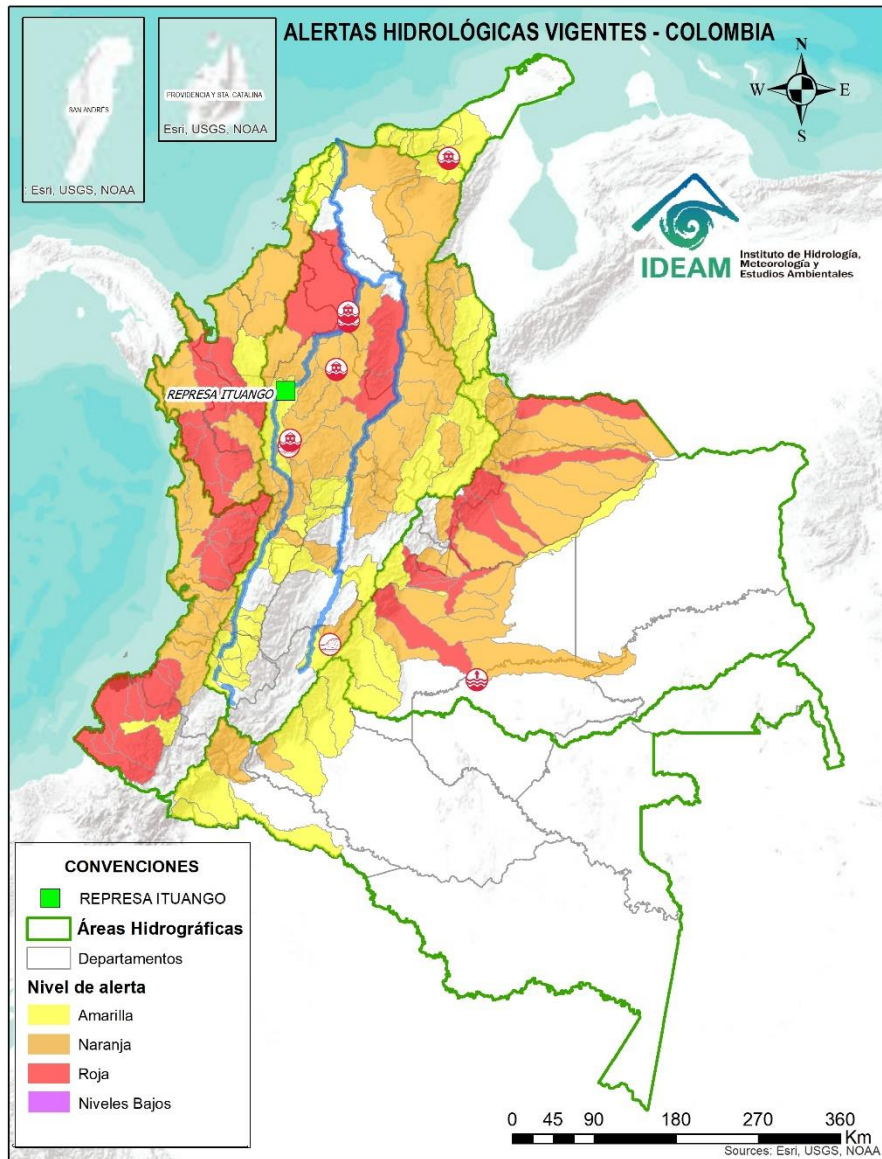 ALERTAS HIDROLÓGICAS VIGENTES - COLOMBIA
SAN ANDRÉS
: Esri, USGS, NOAA
PROVIDENCIA Y STA. CATALINA
Esri, USGS, NOAA
N
W
E
S
IDEAM
Instituto de Hidrología,
Meteorología y
Estudios Ambientales
REPRESA ITUANGO
CONVENCIONES
REPRESA ITUANGO
Áreas Hidrográficas
Departamentos
Nivel de alerta
Amarilla
Naranja
Roja
Niveles Bajos
0 45 90 180 270 360
Km
Sources: Esri, USGS, NOAA